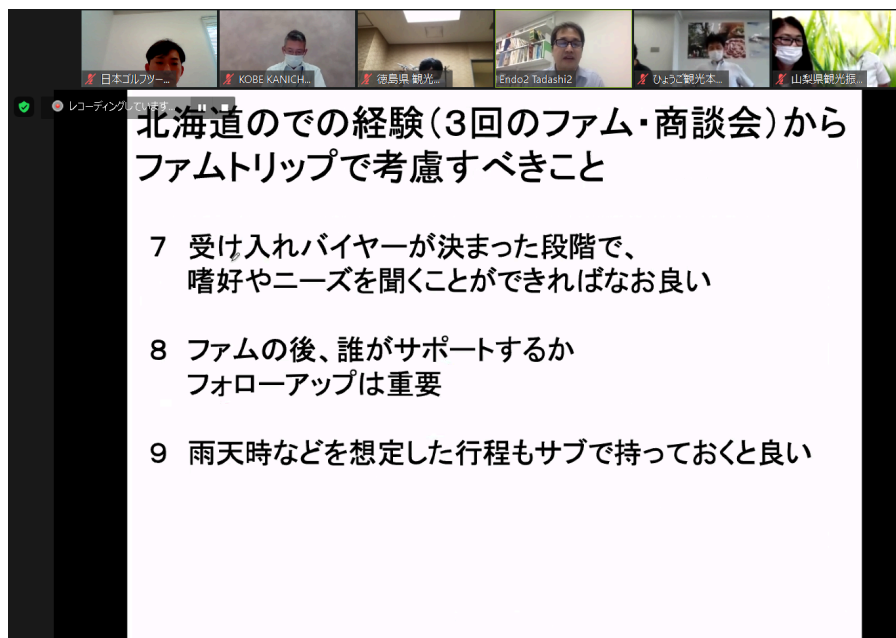 日本ゴルフツー...
KOBE KANICH...
徳島県 観光...
Endo2 Tadashi2
ひょうご観光本...
山梨県観光振...
レコーディングしています...
北海道のでの経験(3回のファム・商談会)から
ファムトリップで考慮すべきこと
7 受け入れバイヤーが決まった段階で、
嗜好やニーズを聞くことができればなお良い
8 ファムの後、誰がサポートするか
フォローアップは重要
9 雨天時などを想定した行程もサブで持っておくと良い